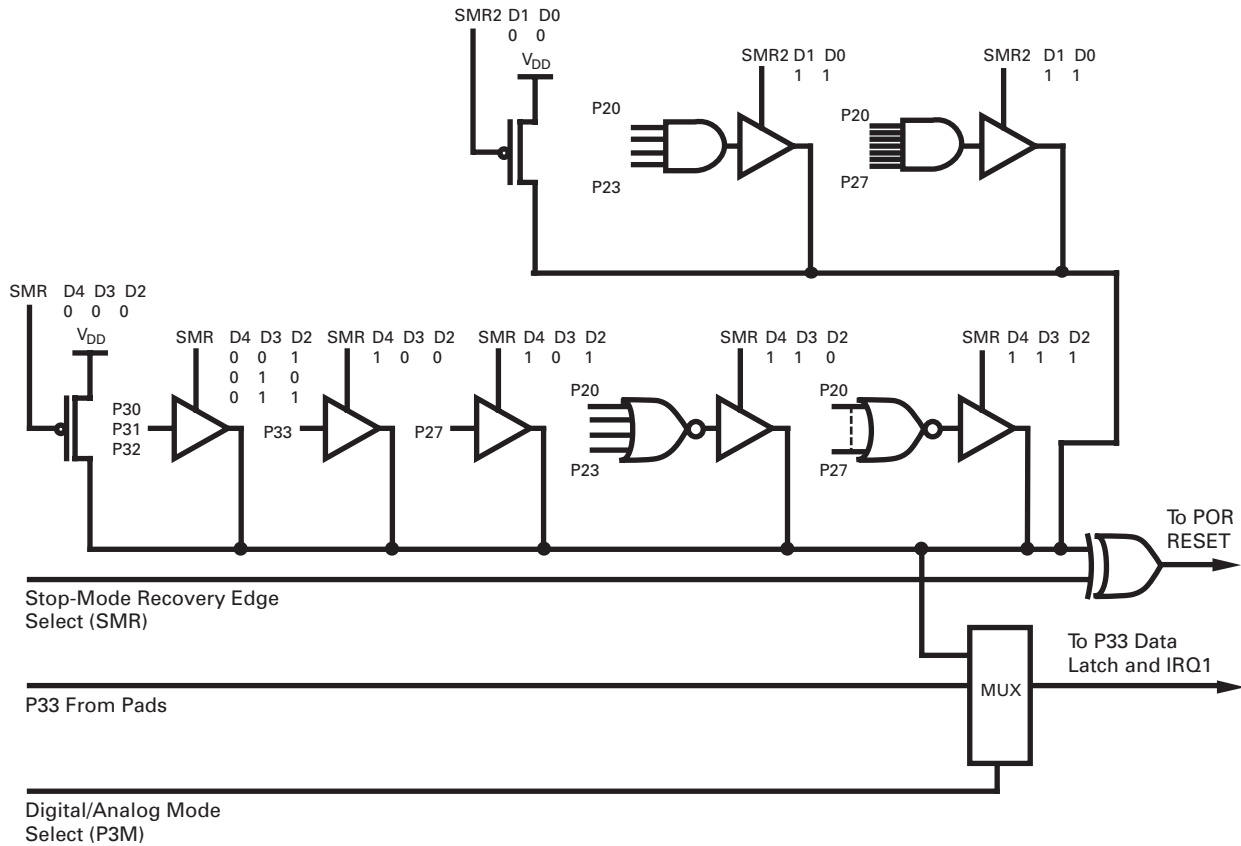 SMR2 D1 D0
0 0
VDD
SMR2 D1 D0
1 1
SMR2 D1 D0
1 1
P20
P23
P20
P27
SMR D4 D3 D2
0 0 0
VDD
SMR D4 D3 D2
0 0 1
0 1 0
0 1 1
SMR D4 D3 D2
1 0 0
SMR D4 D3 D2
1 0 1
SMR D4 D3 D2
1 1 0
SMR D4 D3 D2
1 1 1
P30
P31
P32
P33
P27
P20
P23
P20
P27
To POR
RESET
Stop-Mode Recovery Edge
Select (SMR)
To P33 Data
Latch and IRQ1
MUX
P33 From Pads
Digital/Analog Mode
Select (P3M)